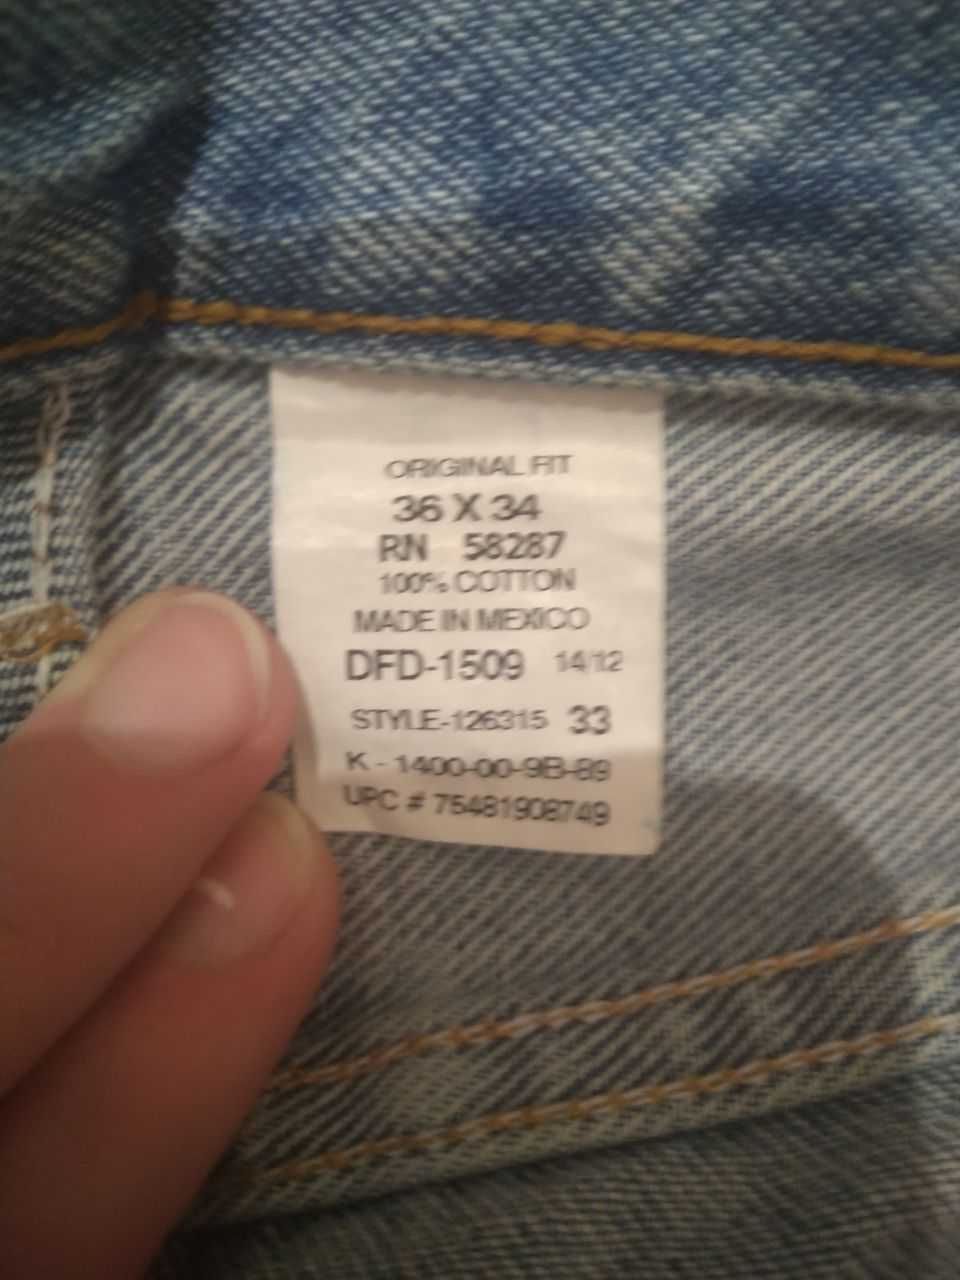 ORIGINAL FIT
36 X 34
RN 58287
100% COTTON
MADE IN MEXICO
DFD-1509 14/12
STYLE-126315 33
K - 1400-00-9B-89
UPC # 75481908749